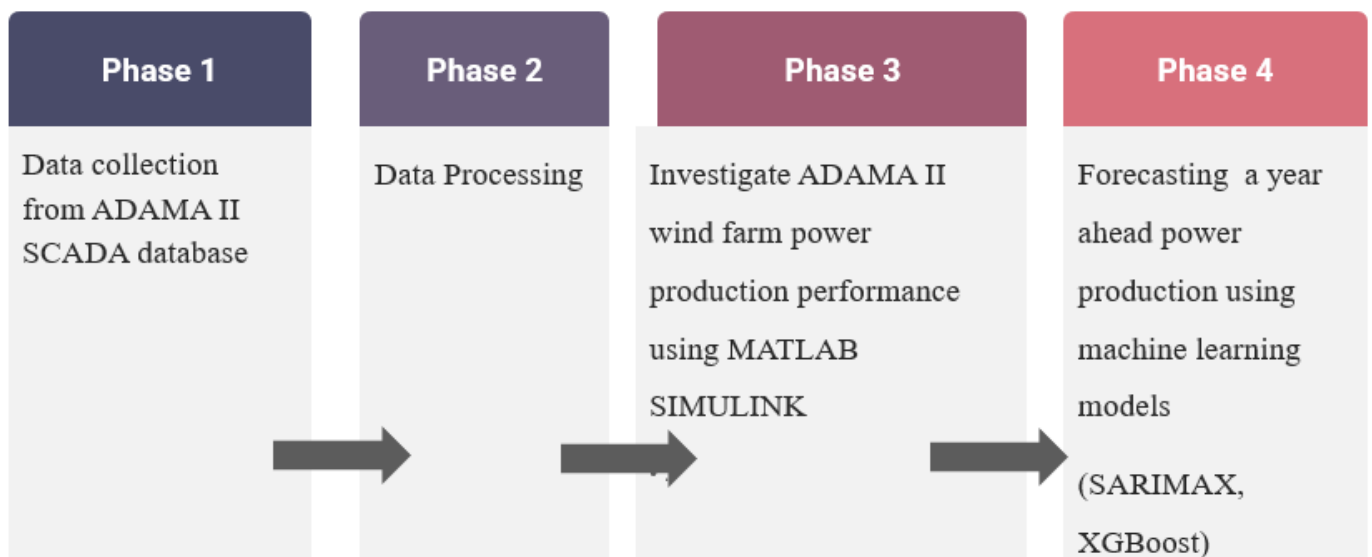 Phase 1
Data collection
from ADAMA II
SCADA database
Phase 2
Data Processing
Phase 3
Investigate ADAMA II
wind farm power
production performance
using MATLAB
SIMULINK
Phase 4
Forecasting a year
ahead power
production using
machine learning
models
(SARIMAX,
XGBoost)